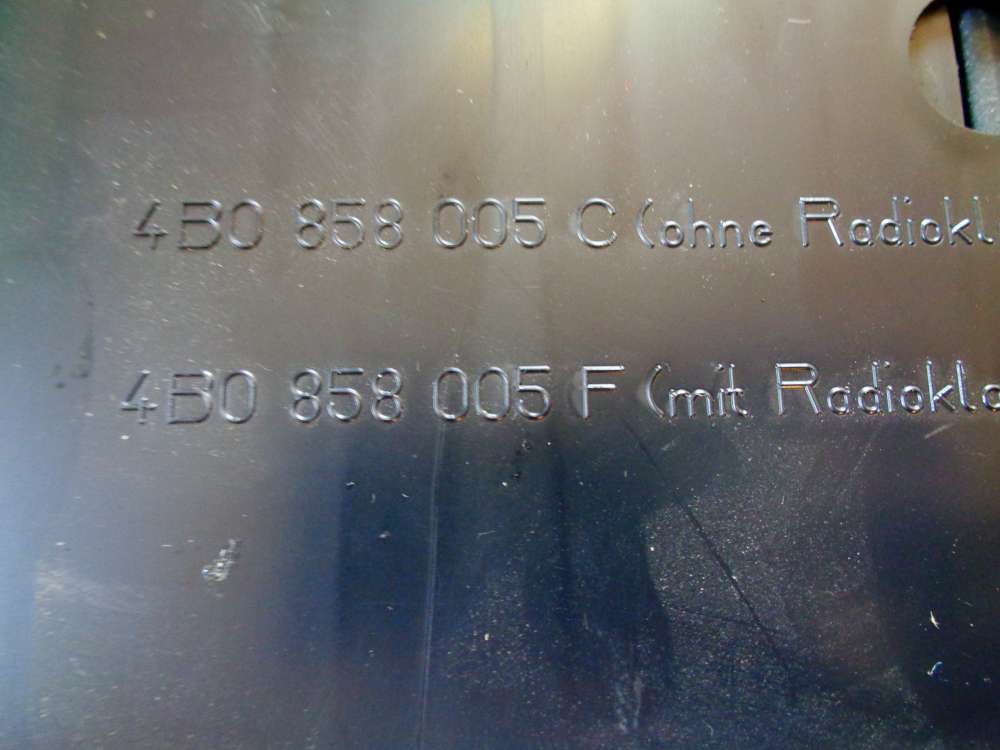 4B0 858 005 C (ohne Radiokl
4B0 858 005 F (mit Radiokla